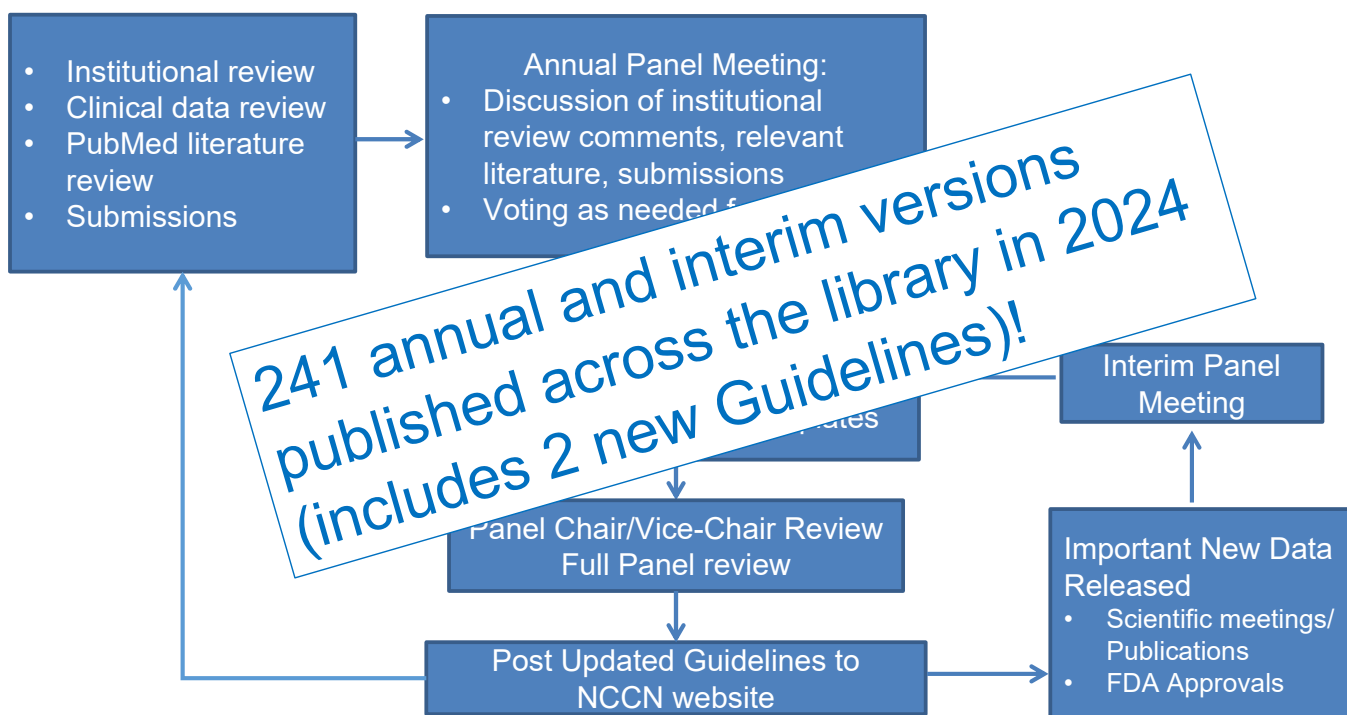 • Institutional review
• Clinical data review
• PubMed literature
review
• Submissions
Annual Panel Meeting:
• Discussion of institutional
review comments, relevant
literature, submissions
• Voting as needed
241 annual and interim versions
published across the library in 2024
(includes 2 new Guidelines)!
Interim Panel
Meeting
Panel Chair/Vice-Chair Review
Full Panel review
Important New Data
Released
• Scientific meetings/
Publications
• FDA Approvals
Post Updated Guidelines to
NCCN website